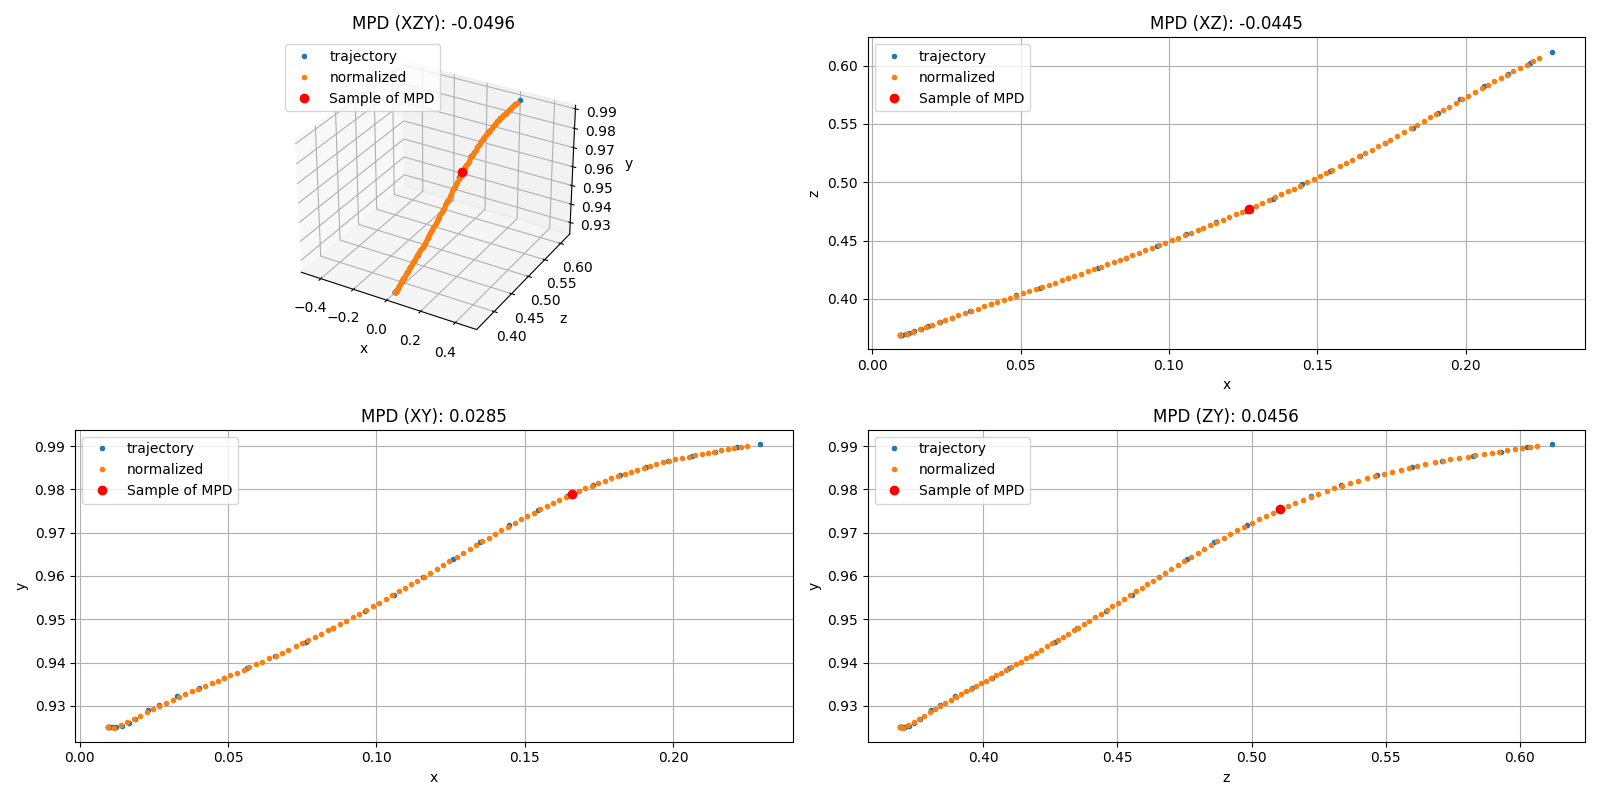 MPD (XZY): -0.0496
trajectory
normalized
Sample of MPD
0.99
0.98
0.97
0.96
0.95
0.94
0.93
y
0.60
0.55
0.50
0.45
0.40
z
−0.4
−0.2
0.0
0.2
0.4
x
MPD (XZ): -0.0445
trajectory
normalized
Sample of MPD
0.60
0.55
0.50
0.45
0.40
z
0.00 0.05 0.10 0.15 0.20
x
MPD (XY): 0.0285
trajectory
normalized
Sample of MPD
0.99
0.98
0.97
0.96
0.95
0.94
0.93
y
0.00 0.05 0.10 0.15 0.20
x
MPD (ZY): 0.0456
trajectory
normalized
Sample of MPD
0.99
0.98
0.97
0.96
0.95
0.94
0.93
y
0.40 0.45 0.50 0.55 0.60
z